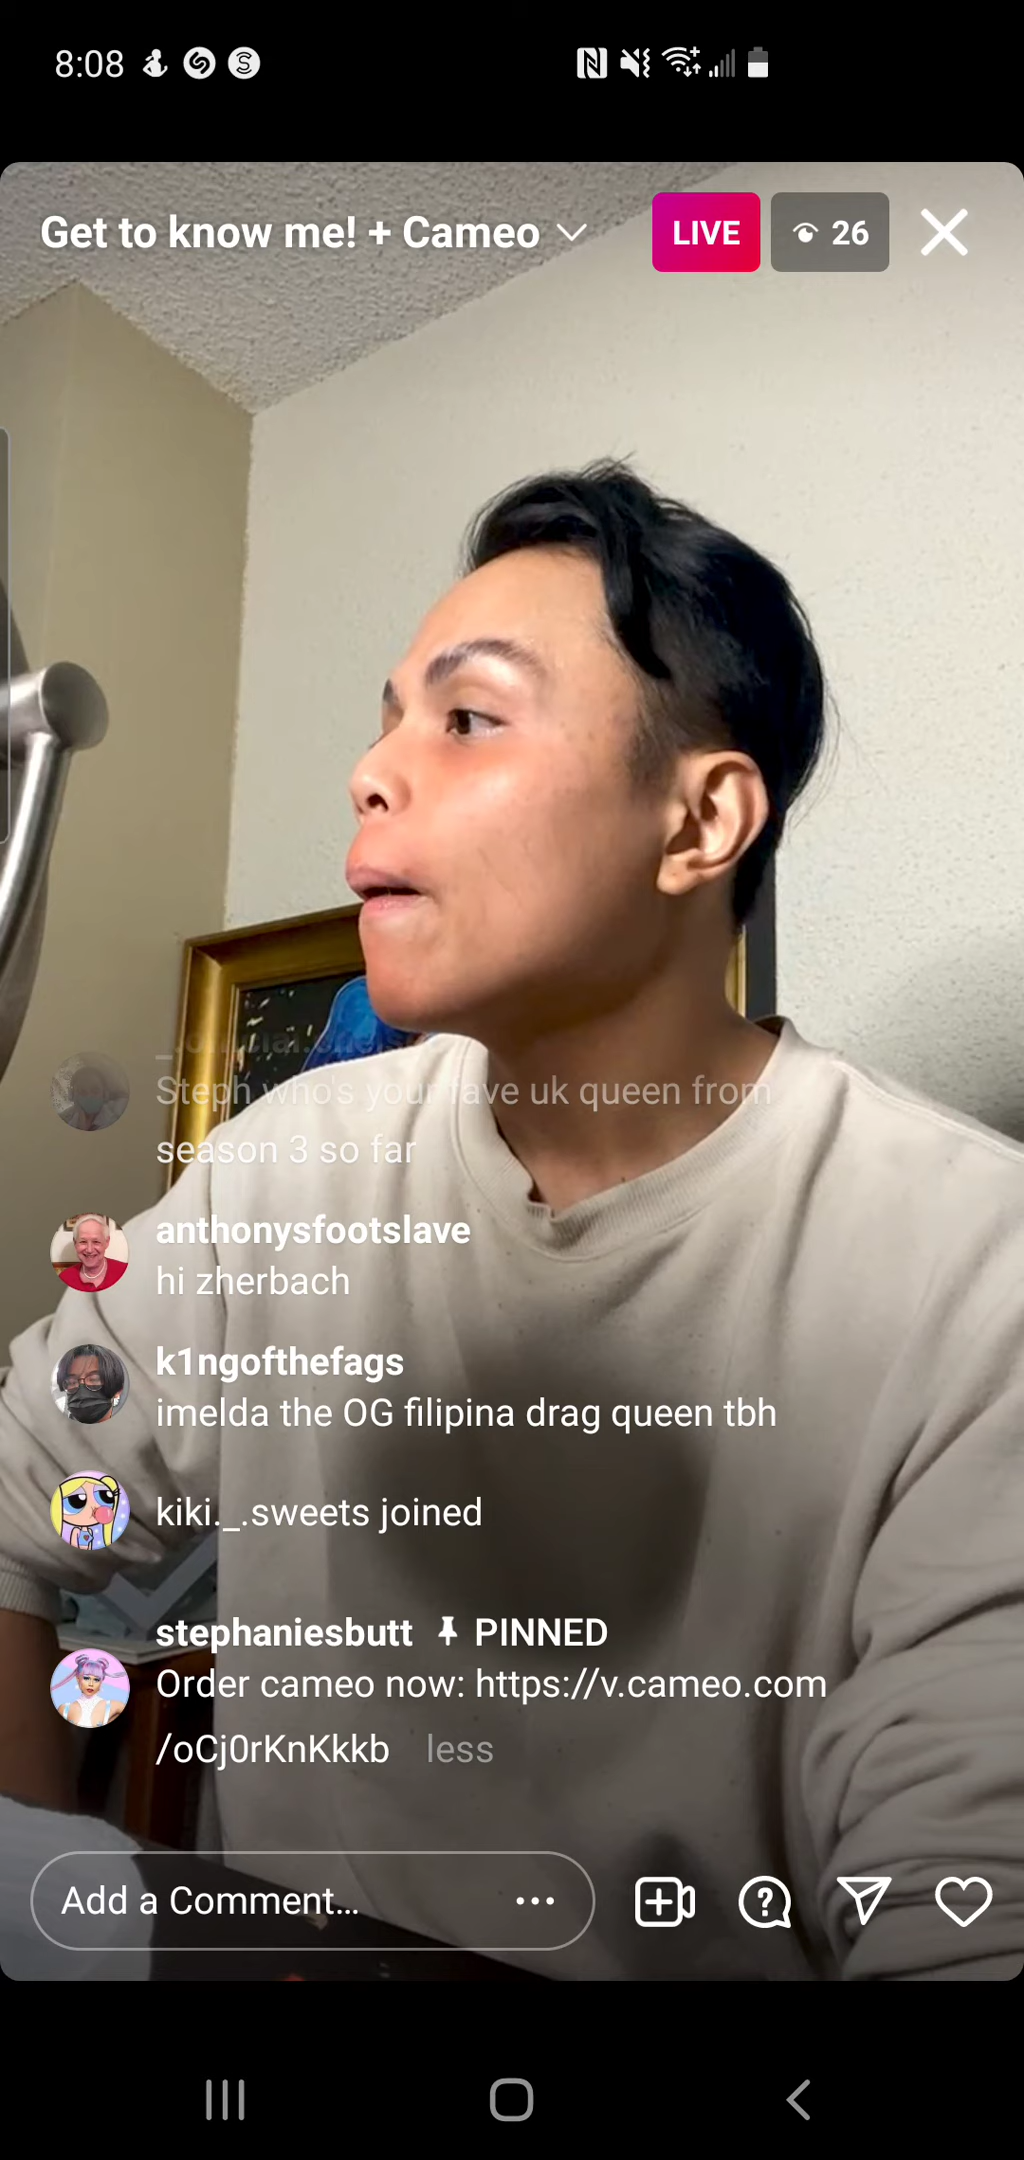 8:08
Get to know me! + Cameo
LIVE
26
Steph who's your fave uk queen from
season 3 so far
anthonysfootslave
hi zherbach
k1ngofthefags
imelda the OG filipina drag queen tbh
kiki._.sweets joined
stephaniesbutt PINNED
Order cameo now: https://v.cameo.com
/oCj0rKnKkkb less
Add a Comment...